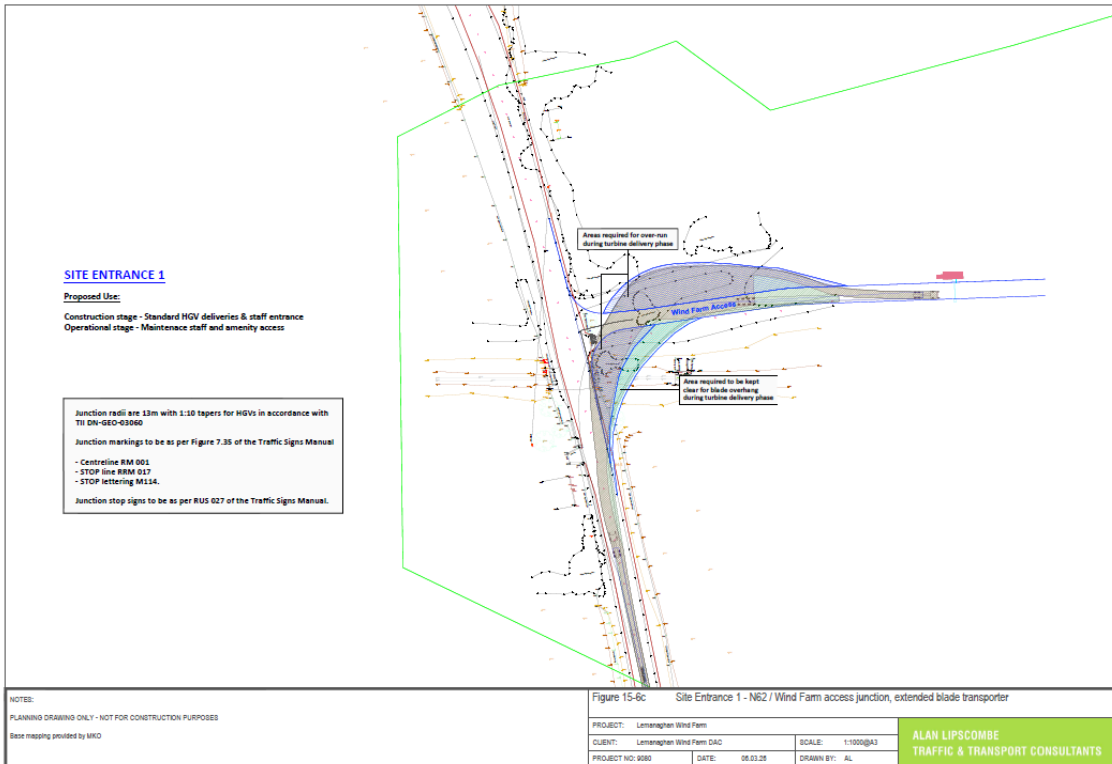 SITE ENTRANCE 1
Proposed Use:
Construction stage - Standard HGV deliveries & staff entrance
Operational stage - Maintenace staff and amenity access
Junction radii are 13m with 1:10 tapers for HGVs in accordance with
TII DN-GEO-03060
Junction markings to be as per Figure 7.35 of the Traffic Signs Manual
- Centreline RM 001
- STOP line RRM 017
- STOP lettering M114.
Junction stop signs to be as per RUS 027 of the Traffic Signs Manual.
Areas required for over-run
during turbine delivery phase
Wind Farm Access
Area required to be kept
clear for blade overhang
during turbine delivery phase
NOTES:
PLANNING DRAWING ONLY - NOT FOR CONSTRUCTION PURPOSES
Base mapping provided by MKO
Figure 15-6c Site Entrance 1 - N62 / Wind Farm access junction, extended blade transporter
PROJECT: Lemanaghan Wind Farm
CLIENT: Lemanaghan Wind Farm DAC SCALE: 1:1000@A3
PROJECT NO: 9080 DATE: 06.03.26 DRAWN BY: AL
ALAN LIPSCOMBE
TRAFFIC & TRANSPORT CONSULTANTS